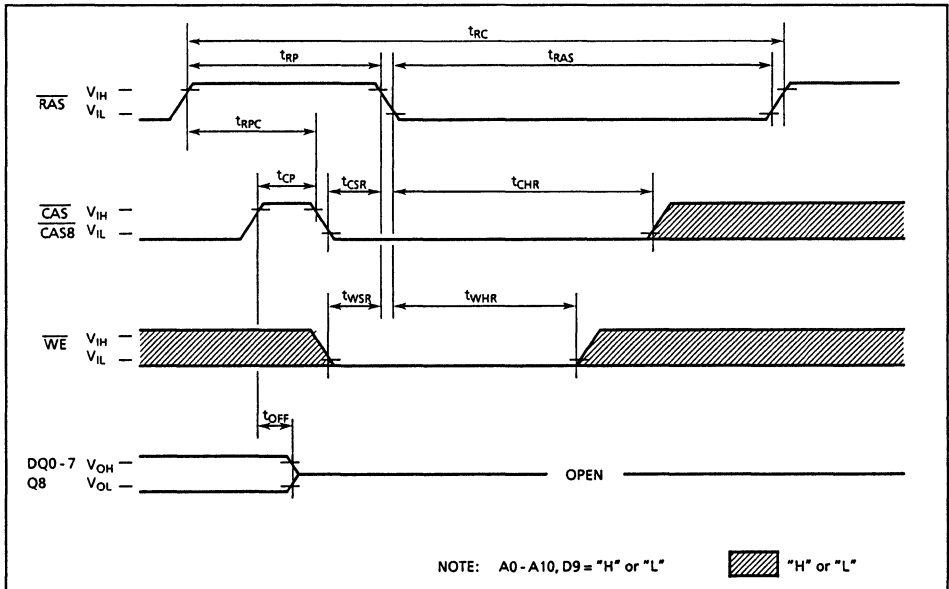 tRC
tRP
tRAS
RAS VIH
VIL
tRPC
tCP
tCSR
tCHR
CAS VIH
CAS8 VIL
tWSR
tWHR
WE VIH
VIL
tOFF
DQ0 - 7 VOH
Q8 VOL
OPEN
NOTE: A0 - A10, D9 = "H" or "L" "H" or "L"